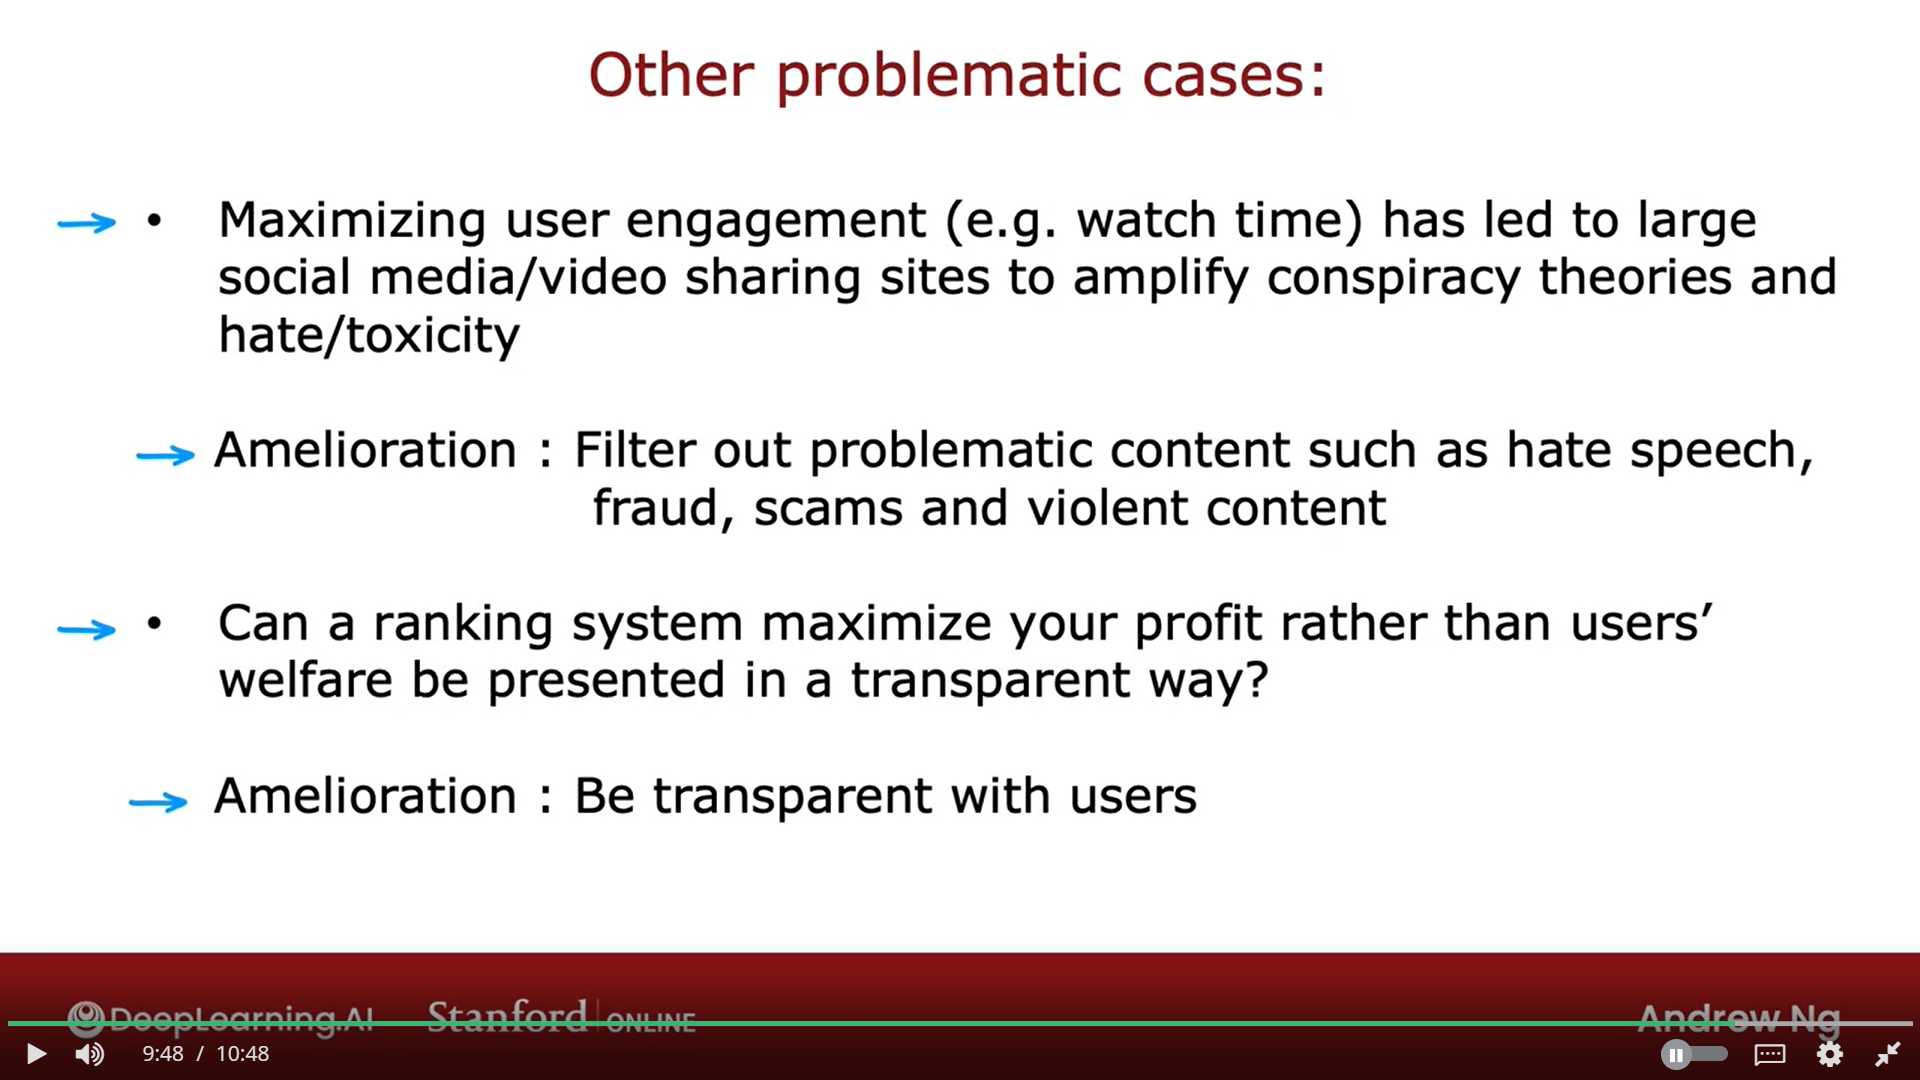 Other problematic cases:
• Maximizing user engagement (e.g. watch time) has led to large
social media/video sharing sites to amplify conspiracy theories and
hate/toxicity
Amelioration : Filter out problematic content such as hate speech,
fraud, scams and violent content
• Can a ranking system maximize your profit rather than users’
welfare be presented in a transparent way?
Amelioration : Be transparent with users
DeepLearning.AI Stanford ONLINE Andrew Ng
9:48 / 10:48